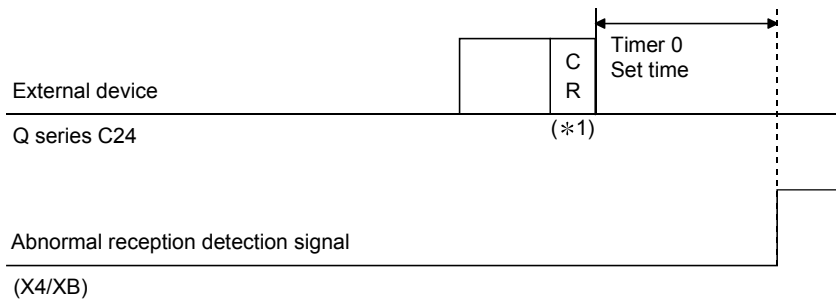 Timer 0
Set time
C
R
External device
(*1)
Q series C24
Abnormal reception detection signal
(X4/XB)